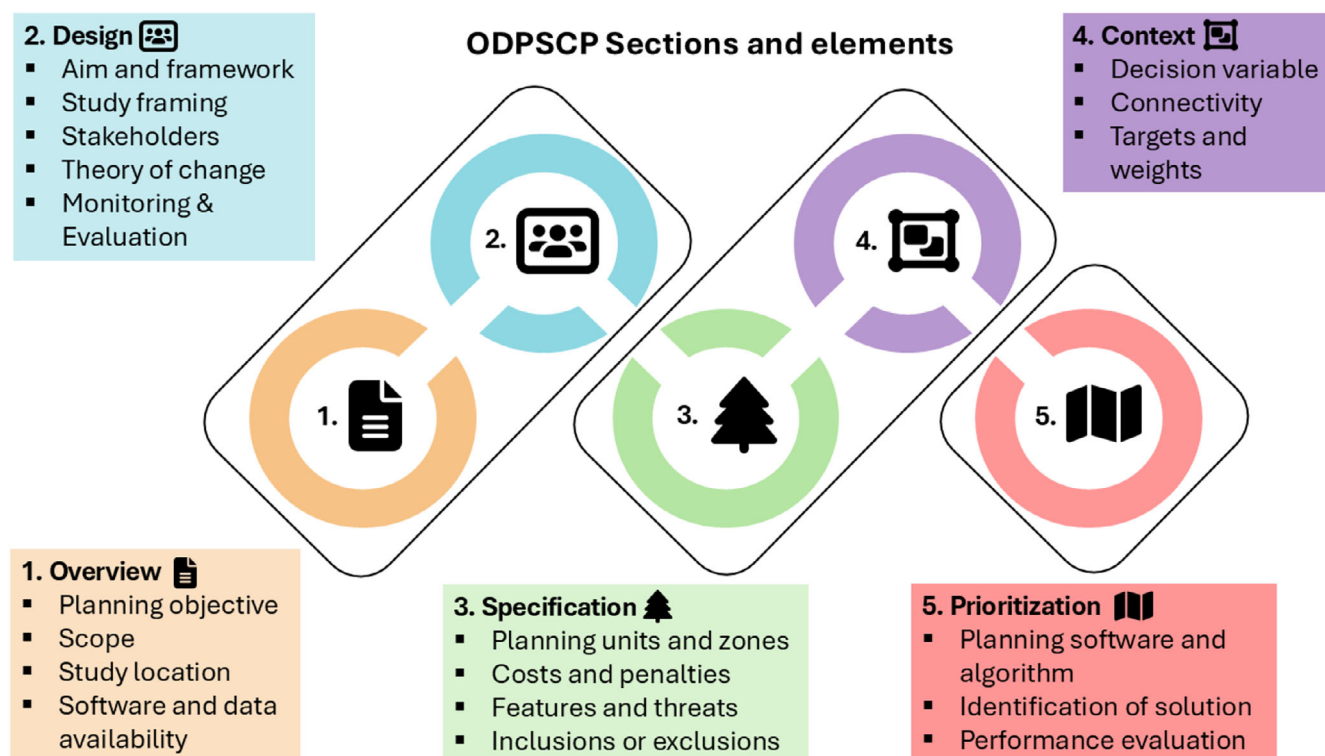 ODPSCP Sections and elements
2. Design
▪ Aim and framework
▪ Study framing
▪ Stakeholders
▪ Theory of change
▪ Monitoring &
Evaluation
4. Context
▪ Decision variable
▪ Connectivity
▪ Targets and
weights
2.
4.
1.
3.
5.
1. Overview
▪ Planning objective
▪ Scope
▪ Study location
▪ Software and data
availability
3. Specification
▪ Planning units and zones
▪ Costs and penalties
▪ Features and threats
▪ Inclusions or exclusions
5. Prioritization
▪ Planning software and
algorithm
▪ Identification of solution
▪ Performance evaluation